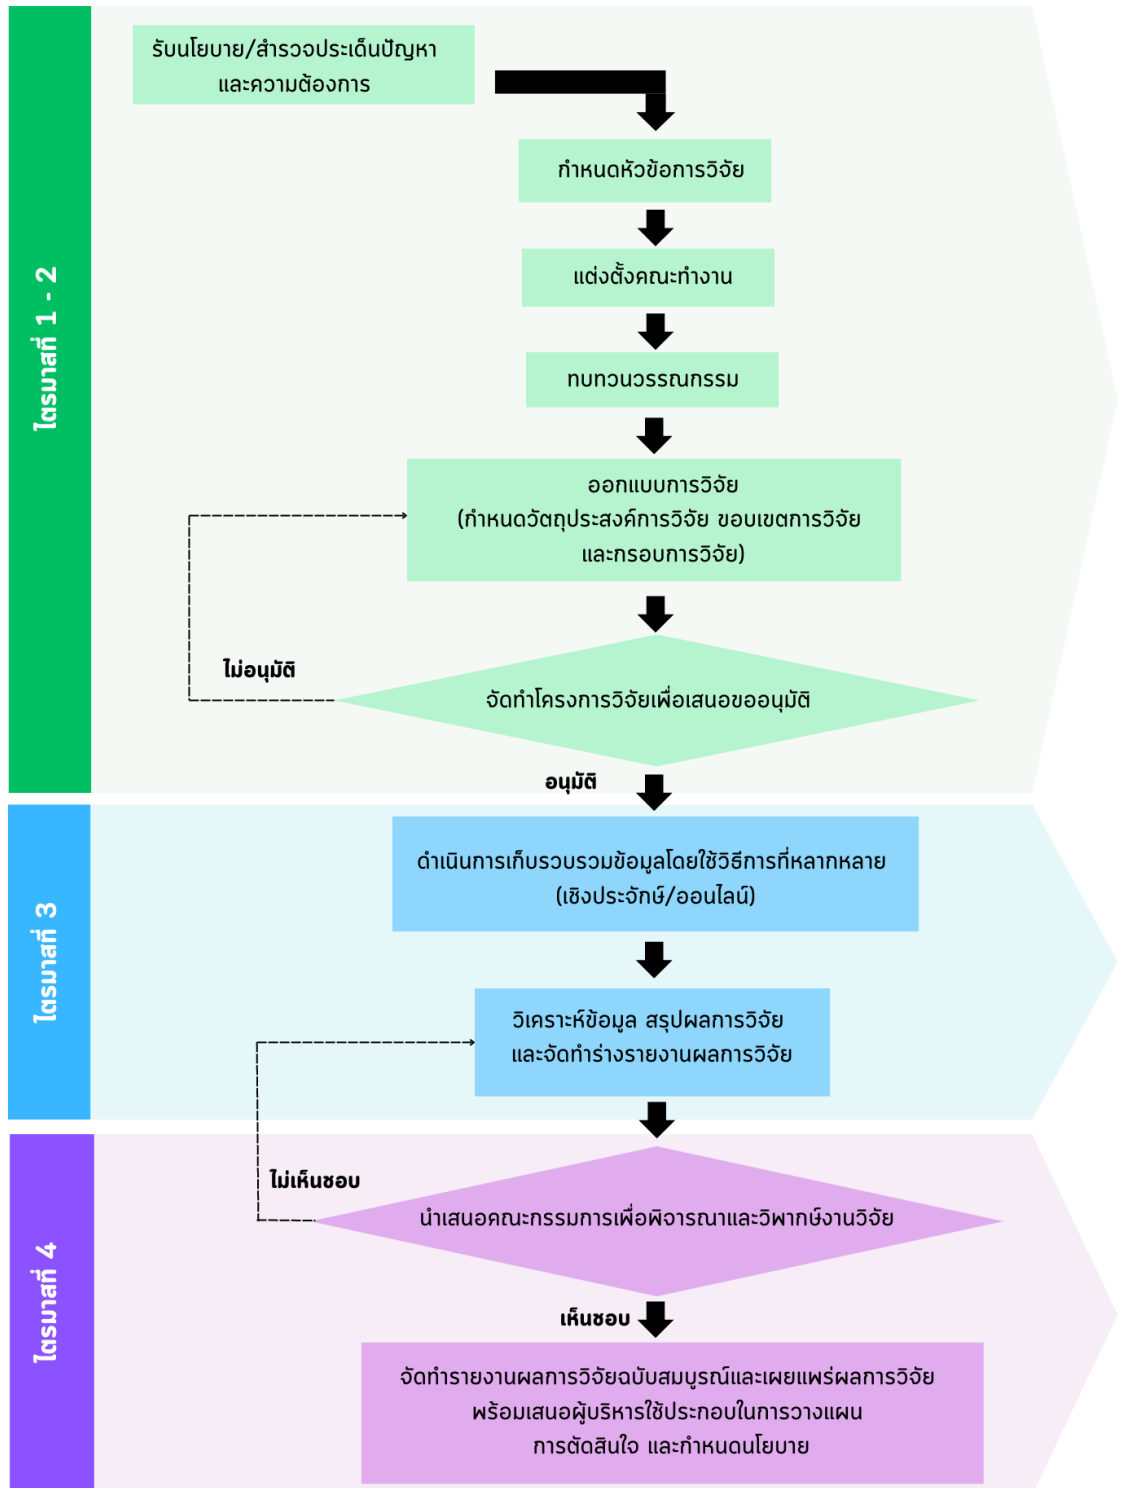 ไตรมาสที่ 1 - 2
รับนโยบาย/สำรวจประเด็นปัญหา
และความต้องการ
กำหนดหัวข้อการวิจัย
แต่งตั้งคณะทำงาน
ทบทวนวรรณกรรม
ออกแบบการวิจัย
(กำหนดวัตถุประสงค์การวิจัย ขอบเขตการวิจัย
และกรอบการวิจัย)
ไม่อนุมัติ
จัดทำโครงการวิจัยเพื่อเสนอขออนุมัติ
อนุมัติ
ไตรมาสที่ 3
ดำเนินการเก็บรวบรวมข้อมูลโดยใช้วิธีการที่หลากหลาย
(เชิงประจักษ์/ออนไลน์)
วิเคราะห์ข้อมูล สรุปผลการวิจัย
และจัดทำร่างรายงานผลการวิจัย
ไตรมาสที่ 4
ไม่เห็นชอบ
นำเสนอคณะกรรมการเพื่อพิจารณาและวิพากษ์งานวิจัย
เห็นชอบ
จัดทำรายงานผลการวิจัยฉบับสมบูรณ์และเผยแพร่ผลการวิจัย
พร้อมเสนอผู้บริหารใช้ประกอบในการวางแผน
การตัดสินใจ และกำหนดนโยบาย